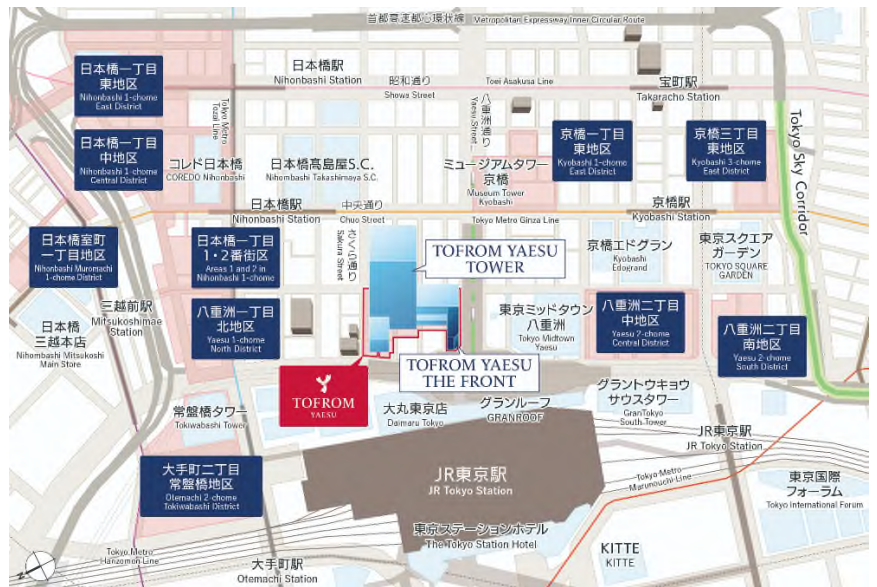 首都高速都心環状線 Metropolitan Expressway Inner Circular Route
日本橋一丁目
東地区
Nihonbashi 1-chome
East District
日本橋駅
Nihonbashi Station
昭和通り
Showa Street
Toei Asakusa Line
宝町駅
Takaracho Station
Tokyo Metro
Tozai Line
八重洲通り
Yaesu Street
Tokyo Sky Corridor
日本橋一丁目
中地区
Nihonbashi 1-chome
Central District
コレド日本橋
COREDO Nihonbashi
日本橋髙島屋S.C.
Nihombashi Takashimaya S.C.
ミュージアムタワー
京橋
Museum Tower
Kyobashi
京橋一丁目
東地区
Kyobashi 1-chome
East District
京橋三丁目
東地区
Kyobashi 3-chome
East District
日本橋駅
Nihonbashi Station
中央通り
Chuo Street
Tokyo Metro Ginza Line
京橋駅
Kyobashi Station
日本橋室町
一丁目地区
Nihonbashi Muromachi
1-chome District
日本橋一丁目
1・2番街区
Areas 1 and 2 in
Nihonbashi 1-chome
さくら通り
Sakura Street
TOFROM YAESU
TOWER
京橋エドグラン
Kyobashi
Edogrand
東京スクエア
ガーデン
TOKYO SQUARE
GARDEN
三越前駅
Mitsukoshimae
Station
日本橋
三越本店
Nihombashi Mitsukoshi
Main Store
八重洲一丁目
北地区
Yaesu 1-chome
North District
東京ミッドタウン
八重洲
Tokyo Midtown
Yaesu
八重洲二丁目
中地区
Yaesu 2-chome
Central District
八重洲二丁目
南地区
Yaesu 2-chome
South District
TOFROM
YAESU
TOFROM YAESU
THE FRONT
常盤橋タワー
Tokiwabashi Tower
大丸東京店
Daimaru Tokyo
グランルーフ
GRANROOF
グラントウキョウ
サウスタワー
GranTokyo
South Tower
JR東京駅
JR Tokyo Station
大手町二丁目
常盤橋地区
Otemachi 2-chome
Tokiwabashi District
JR東京駅
JR Tokyo Station
Tokyo Metro
Marunouchi Line
東京国際
フォーラム
Tokyo International Forum
東京ステーションホテル
The Tokyo Station Hotel
Tokyo Metro
Hanzomon Line
大手町駅
Otemachi Station
KITTE
KITTE
N